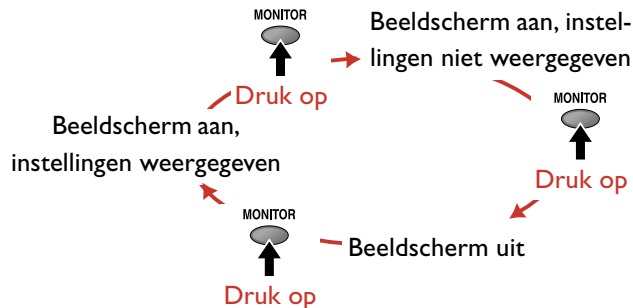 MONITOR
Druk op
Beeldscherm aan, instel-
lingen niet weergegeven
MONITOR
Druk op
Beeldscherm uit
MONITOR
Druk op
Beeldscherm aan,
instellingen weergegeven